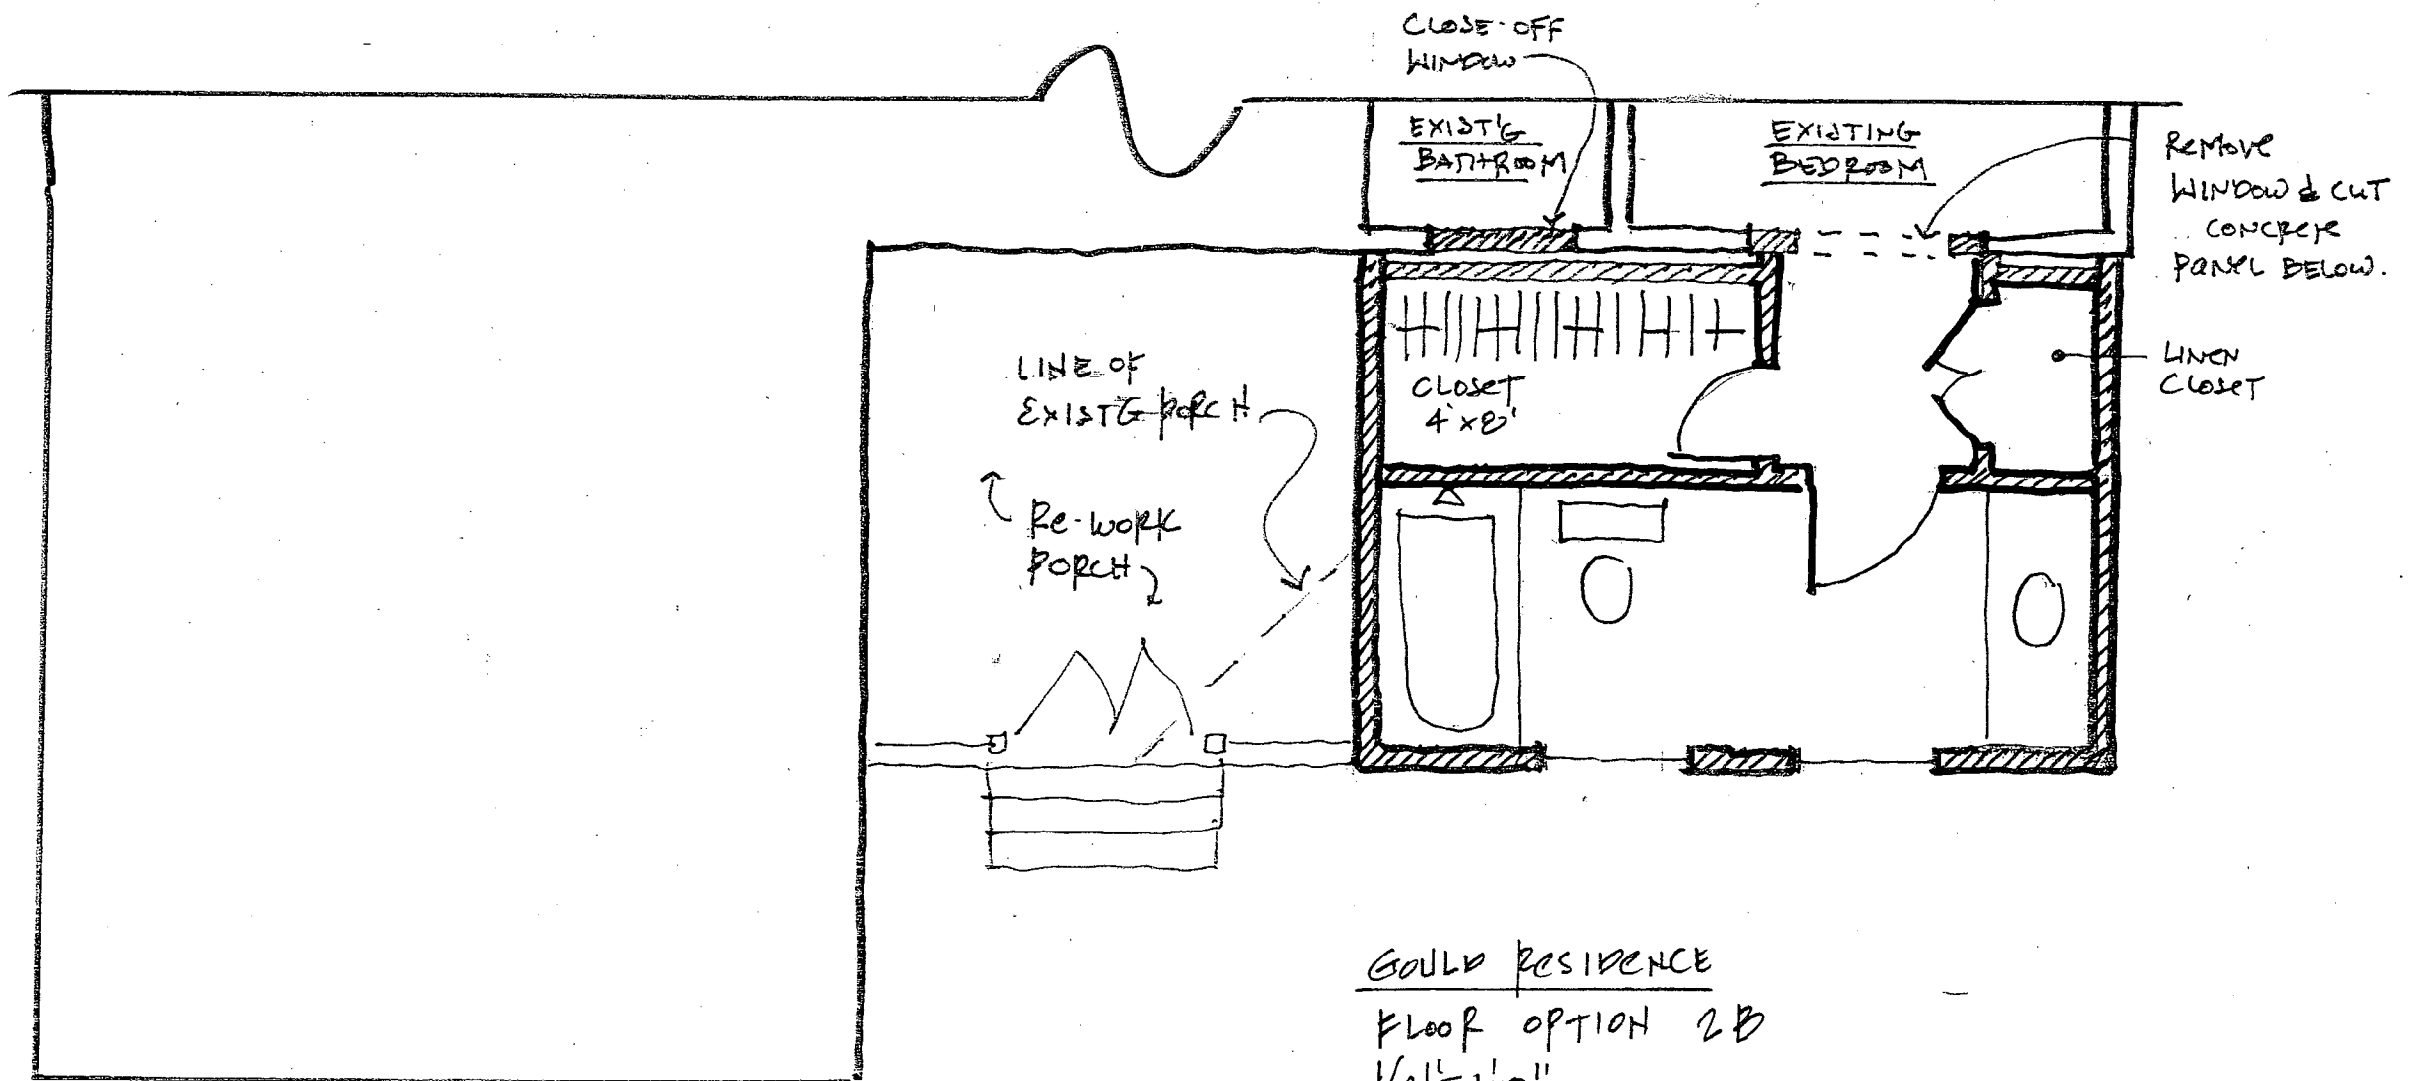 CLOSE-OFF
WINDOW
EXIST'G
BATHROOM
EXISTING
BEDROOM
REMOVE
WINDOW & CUT
CONCRETE
PANEL BELOW.
LINE OF
EXIST'G PORCH
CLOSET
4'x8'
LINEN
CLOSET
RE-WORK
PORCH
GOULD RESIDENCE
FLOOR OPTION 2B